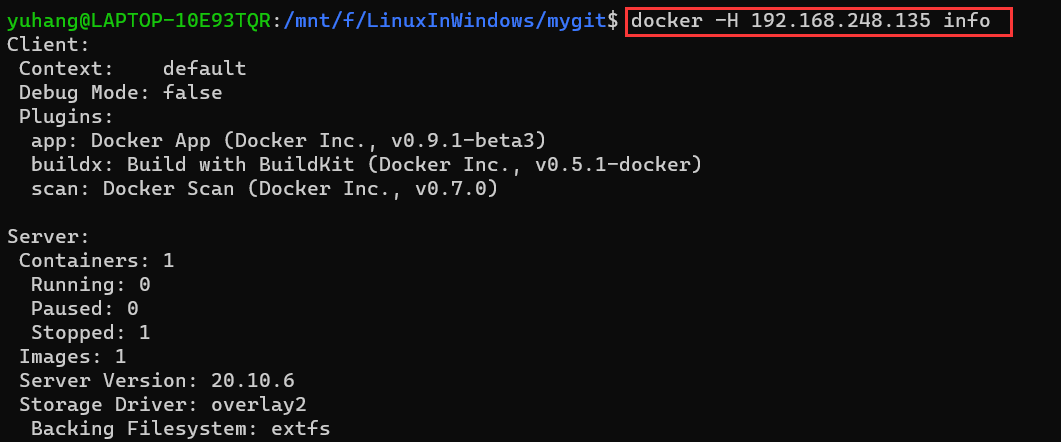 yuhang@LAPTOP-10E93TQR:/mnt/f/LinuxInWindows/mygit$ docker -H 192.168.248.135 info
Client:
 Context:    default
 Debug Mode: false
 Plugins:
  app: Docker App (Docker Inc., v0.9.1-beta3)
  buildx: Build with BuildKit (Docker Inc., v0.5.1-docker)
  scan: Docker Scan (Docker Inc., v0.7.0)

Server:
 Containers: 1
  Running: 0
  Paused: 0
  Stopped: 1
 Images: 1
 Server Version: 20.10.6
 Storage Driver: overlay2
  Backing Filesystem: extfs